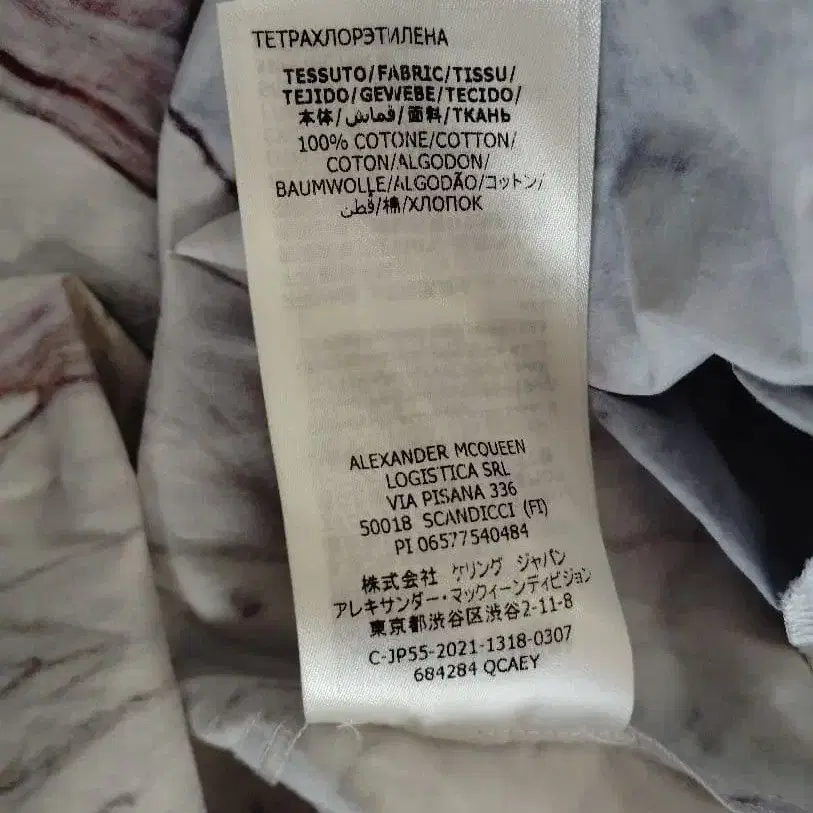 ТЕТРАХЛОРЭТИЛЕНА
TESSUTO/FABRIC/TISSU/
TEJIDO/GEWEBE/TECIDO/
本体/قماش/面料/ТКАНЬ
100% COTONE/COTTON/
COTON/ALGODON/
BAUMWOLLE/ALGODÃO/コットン/
قطن/棉/ХЛОПОК
ALEXANDER MCQUEEN
LOGISTICA SRL
VIA PISANA 336
50018 SCANDICCI (FI)
PI 06577540484
株式会社 ケリング ジャパン
アレキサンダー・マックィーンディビジョン
東京都渋谷区渋谷2-11-8
C-JP55-2021-1318-0307
684284 QCAEY